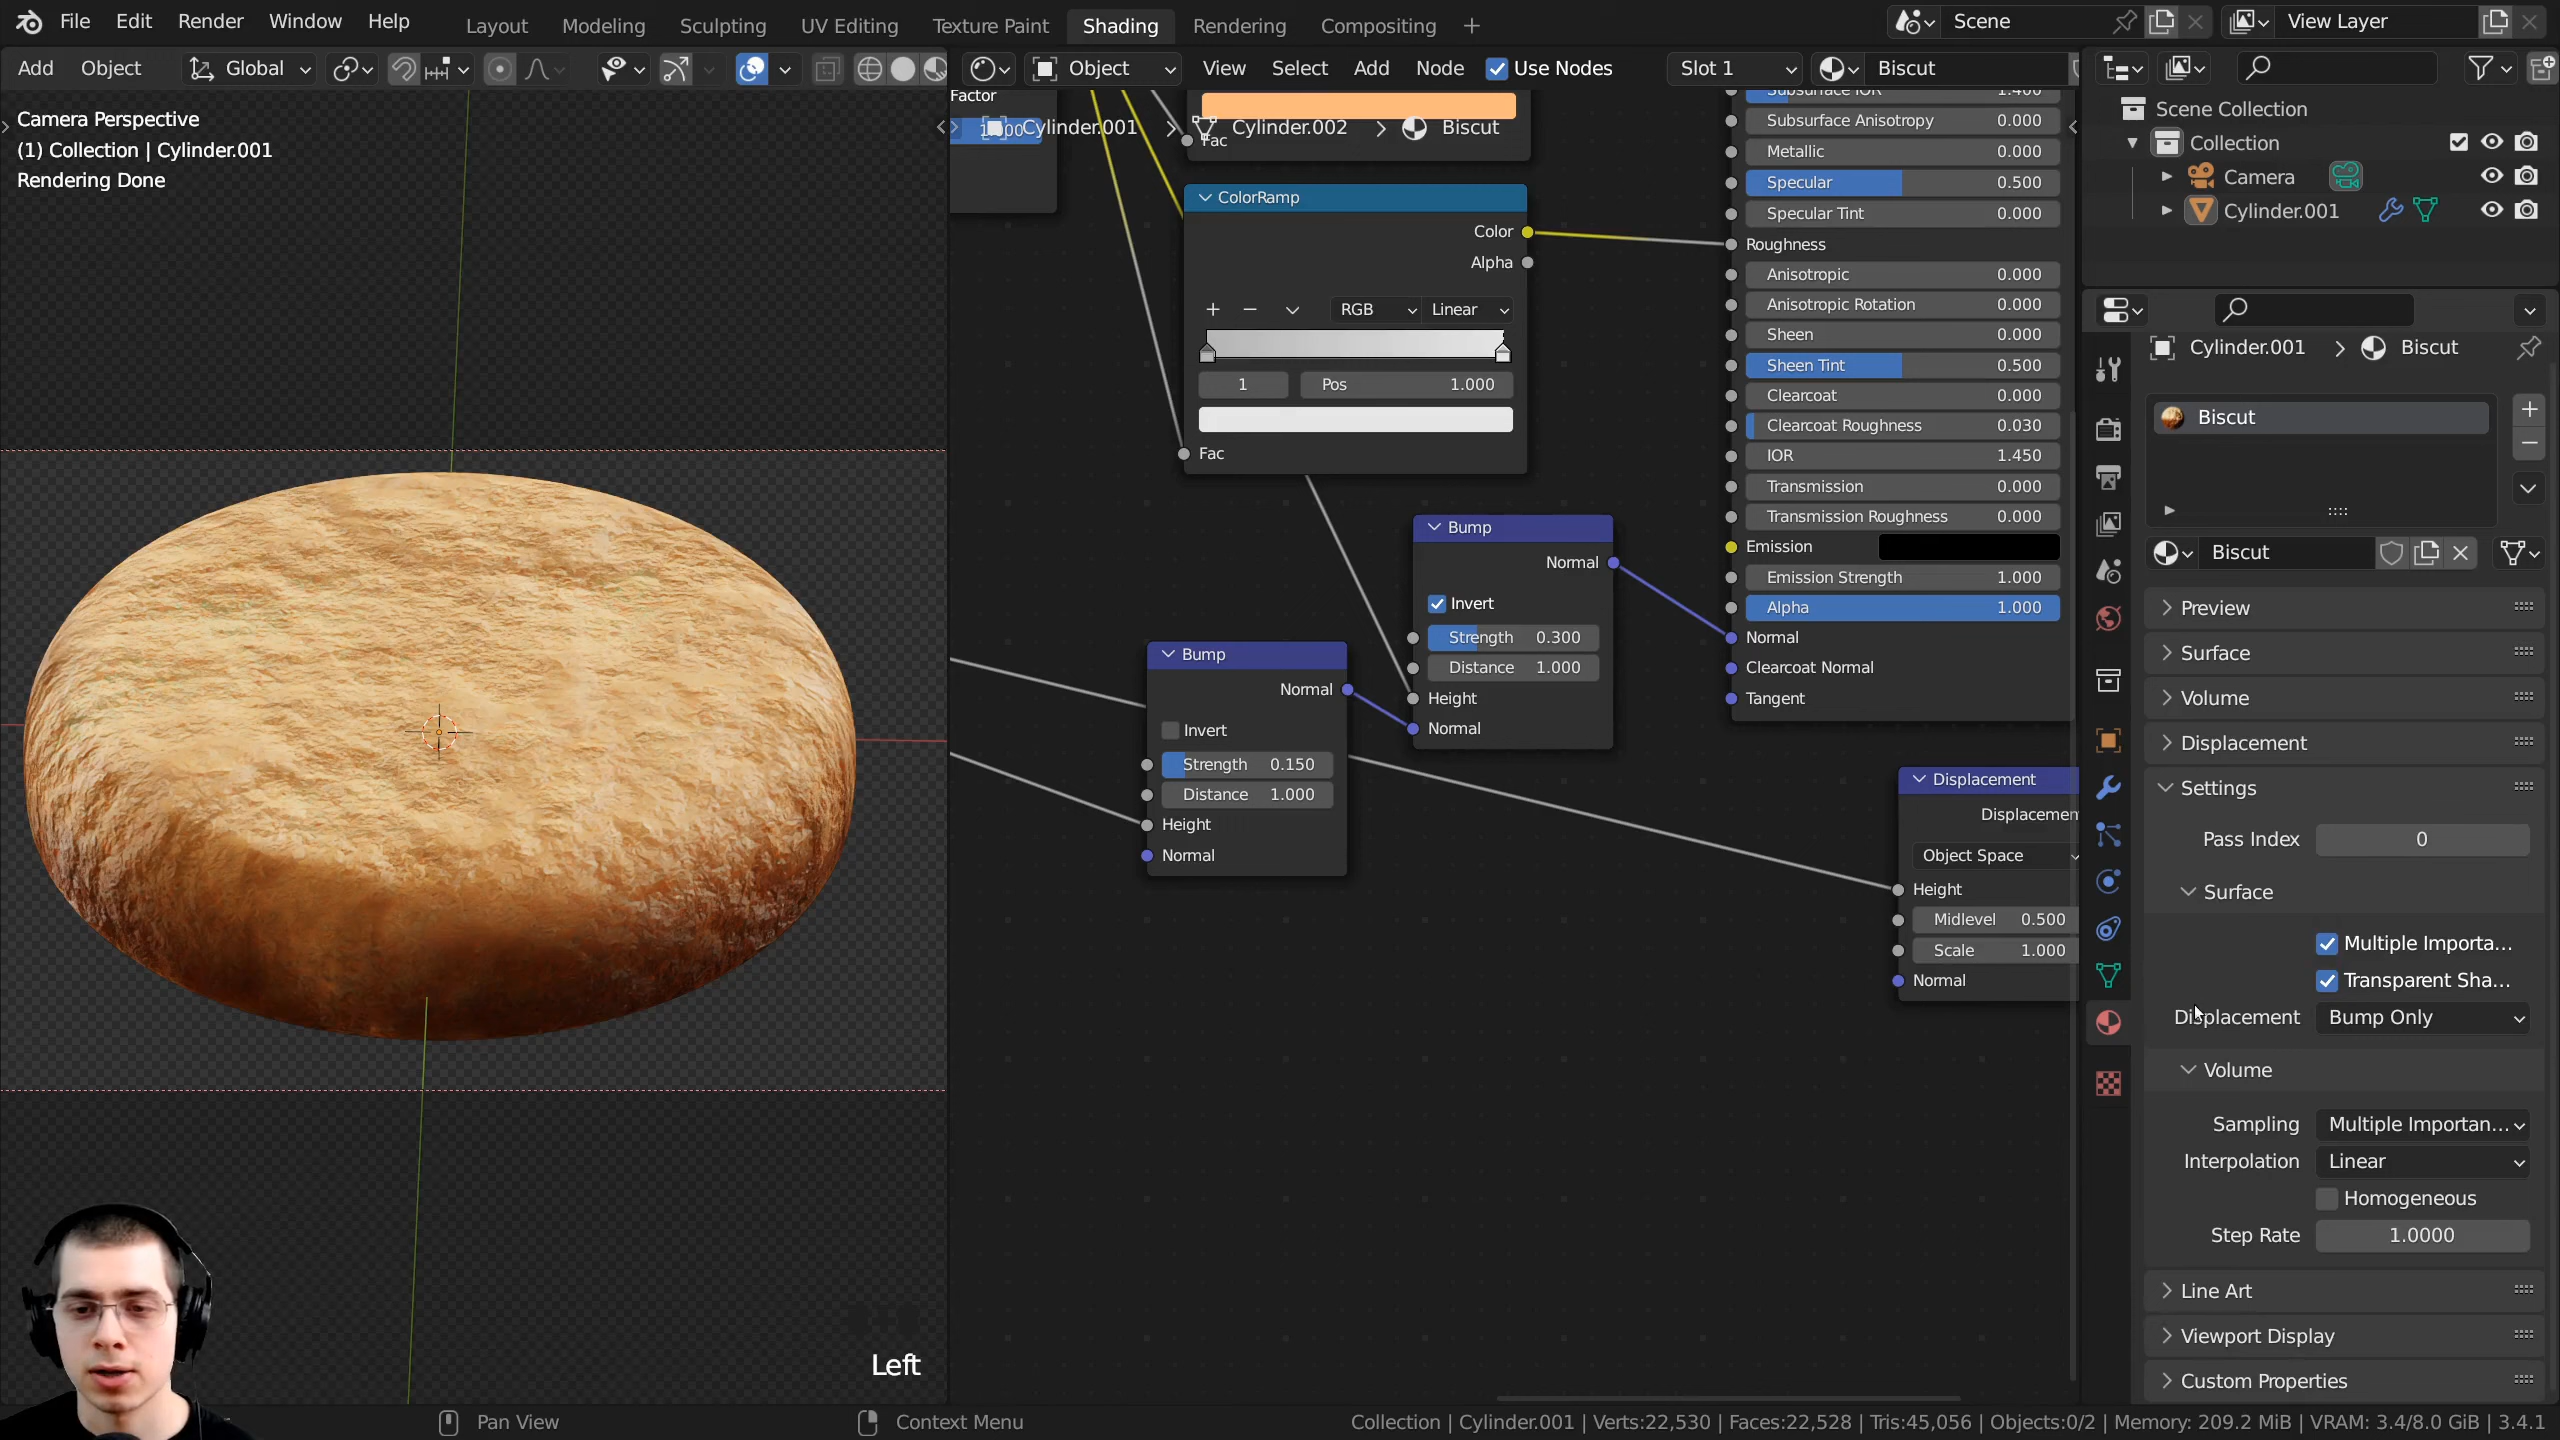 File Edit Render Window Help
Layout Modeling Sculpting UV Editing Texture Paint Shading Rendering Compositing +
Scene
View Layer
Add Object Global
Object View Select Add Node Use Nodes Slot 1 Biscut
Camera Perspective
(1) Collection | Cylinder.001
Rendering Done
Factor
Cylinder.001 > Cylinder.002 > Biscut
Fac
ColorRamp
Color
Alpha
RGB Linear
1 Pos 1.000
Fac
Bump
Normal
Invert
Strength 0.300
Distance 1.000
Height
Normal
Bump
Normal
Invert
Strength 0.150
Distance 1.000
Height
Normal
Subsurface IOR 1.400
Subsurface Anisotropy 0.000
Metallic 0.000
Specular 0.500
Specular Tint 0.000
Roughness
Anisotropic 0.000
Anisotropic Rotation 0.000
Sheen 0.000
Sheen Tint 0.500
Clearcoat 0.000
Clearcoat Roughness 0.030
IOR 1.450
Transmission 0.000
Transmission Roughness 0.000
Emission
Emission Strength 1.000
Alpha 1.000
Normal
Clearcoat Normal
Tangent
Displacement
Displacemen
Object Space
Height
Midlevel 0.500
Scale 1.000
Normal
Scene Collection
Collection
Camera
Cylinder.001
Cylinder.001 > Biscut
Biscut
Biscut
Preview
Surface
Volume
Displacement
Settings
Pass Index 0
Surface
Multiple Importa...
Transparent Sha...
Displacement Bump Only
Volume
Sampling Multiple Importan...
Interpolation Linear
Homogeneous
Step Rate 1.0000
Line Art
Viewport Display
Custom Properties
Left
Pan View Context Menu
Collection | Cylinder.001 | Verts:22,530 | Faces:22,528 | Tris:45,056 | Objects:0/2 | Memory: 209.2 MiB | VRAM: 3.4/8.0 GiB | 3.4.1